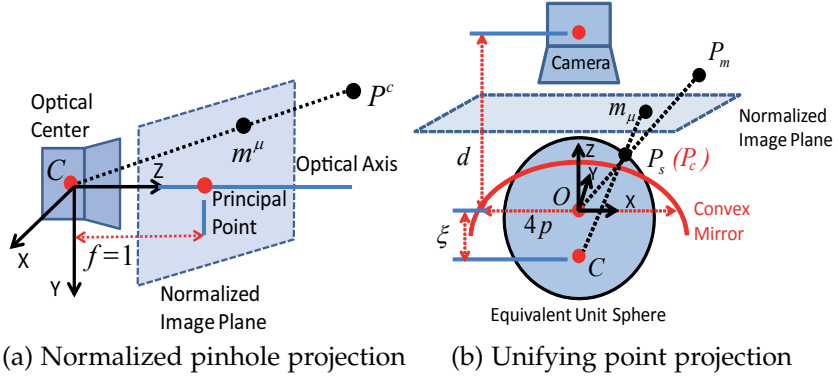 Optical
Center
C
P^c
m^μ
Z
Optical Axis
Principal
Point
X
f=1
Y
Normalized
Image Plane
(a) Normalized pinhole projection
Camera
P_m
m_μ
Normalized
Image Plane
d
Z
P_s (P_c)
Y
O
X
4p
Convex
Mirror
ξ
C
Equivalent Unit Sphere
(b) Unifying point projection